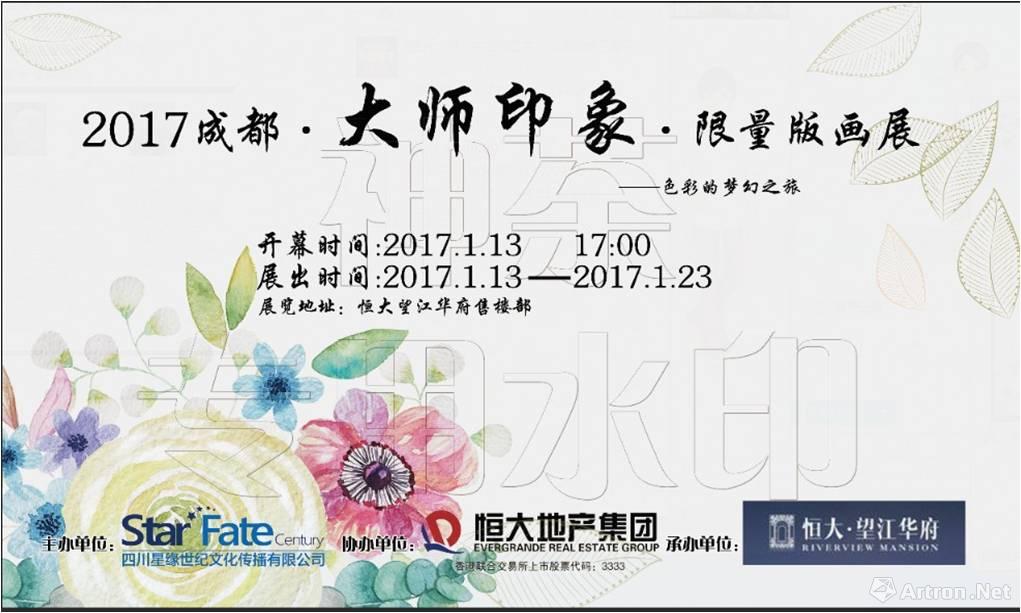 2017成都·大师印象·限量版画展
——色彩的梦幻之旅
开幕时间:2017.1.13 17:00
展出时间:2017.1.13——2017.1.23
展览地址：恒大望江华府售楼部
神荼
专用水印
主办单位:
Star Fate Century
四川星缘世纪文化传播有限公司
协办单位:
恒大地产集团
EVERGRANDE REAL ESTATE GROUP
香港联合交易所上市股票代码：3333
承办单位:
恒大·望江华府
RIVERVIEW MANSION
Artron.Net